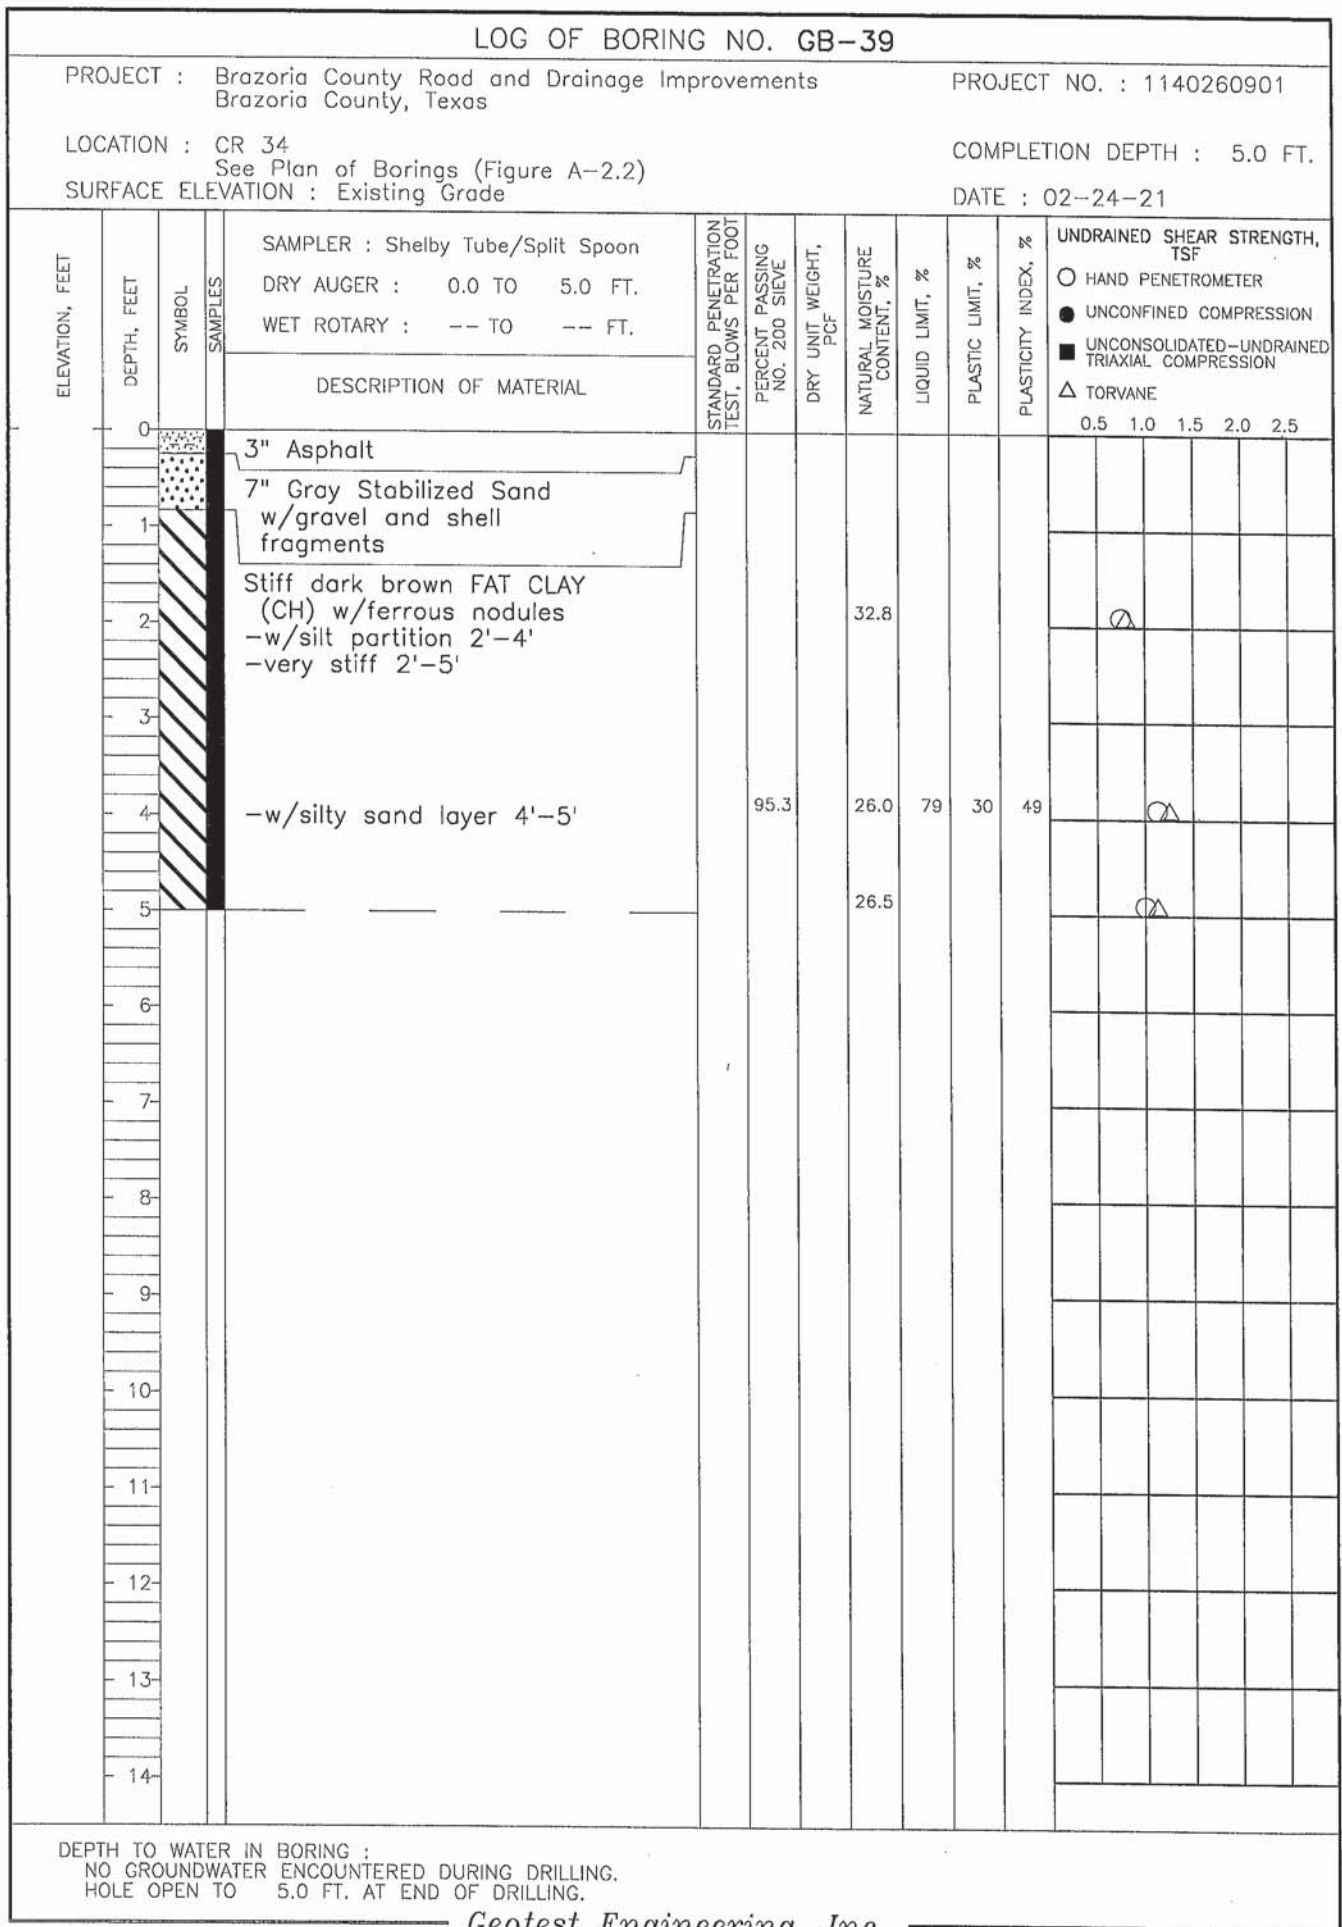 LOG OF BORING NO. GB-39
PROJECT : Brazoria County Road and Drainage Improvements
Brazoria County, Texas
PROJECT NO. : 1140260901
LOCATION : CR 34
See Plan of Borings (Figure A-2.2)
COMPLETION DEPTH : 5.0 FT.
SURFACE ELEVATION : Existing Grade
DATE : 02-24-21
ELEVATION, FEET
DEPTH, FEET
SYMBOL
SAMPLES
SAMPLER : Shelby Tube/Split Spoon
DRY AUGER : 0.0 TO 5.0 FT.
WET ROTARY : -- TO -- FT.
DESCRIPTION OF MATERIAL
STANDARD PENETRATION
TEST, BLOWS PER FOOT
PERCENT PASSING
NO. 200 SIEVE
DRY UNIT WEIGHT,
PCF
NATURAL MOISTURE
CONTENT, %
LIQUID LIMIT, %
PLASTIC LIMIT, %
PLASTICITY INDEX, %
UNDRAINED SHEAR STRENGTH,
TSF
HAND PENETROMETER
UNCONFINED COMPRESSION
UNCONSOLIDATED-UNDRAINED
TRIAXIAL COMPRESSION
TORVANE
0.5 1.0 1.5 2.0 2.5
0
3" Asphalt
7" Gray Stabilized Sand
w/gravel and shell
1
fragments
Stiff dark brown FAT CLAY
(CH) w/ferrous nodules
2
32.8
-w/silt partition 2'-4'
-very stiff 2'-5'
3
4
-w/silty sand layer 4'-5'
95.3 26.0 79 30 49
5
26.5
6
7
8
9
10
11
12
13
14
DEPTH TO WATER IN BORING :
NO GROUNDWATER ENCOUNTERED DURING DRILLING.
HOLE OPEN TO 5.0 FT. AT END OF DRILLING.
Geotest Engineering, Inc.